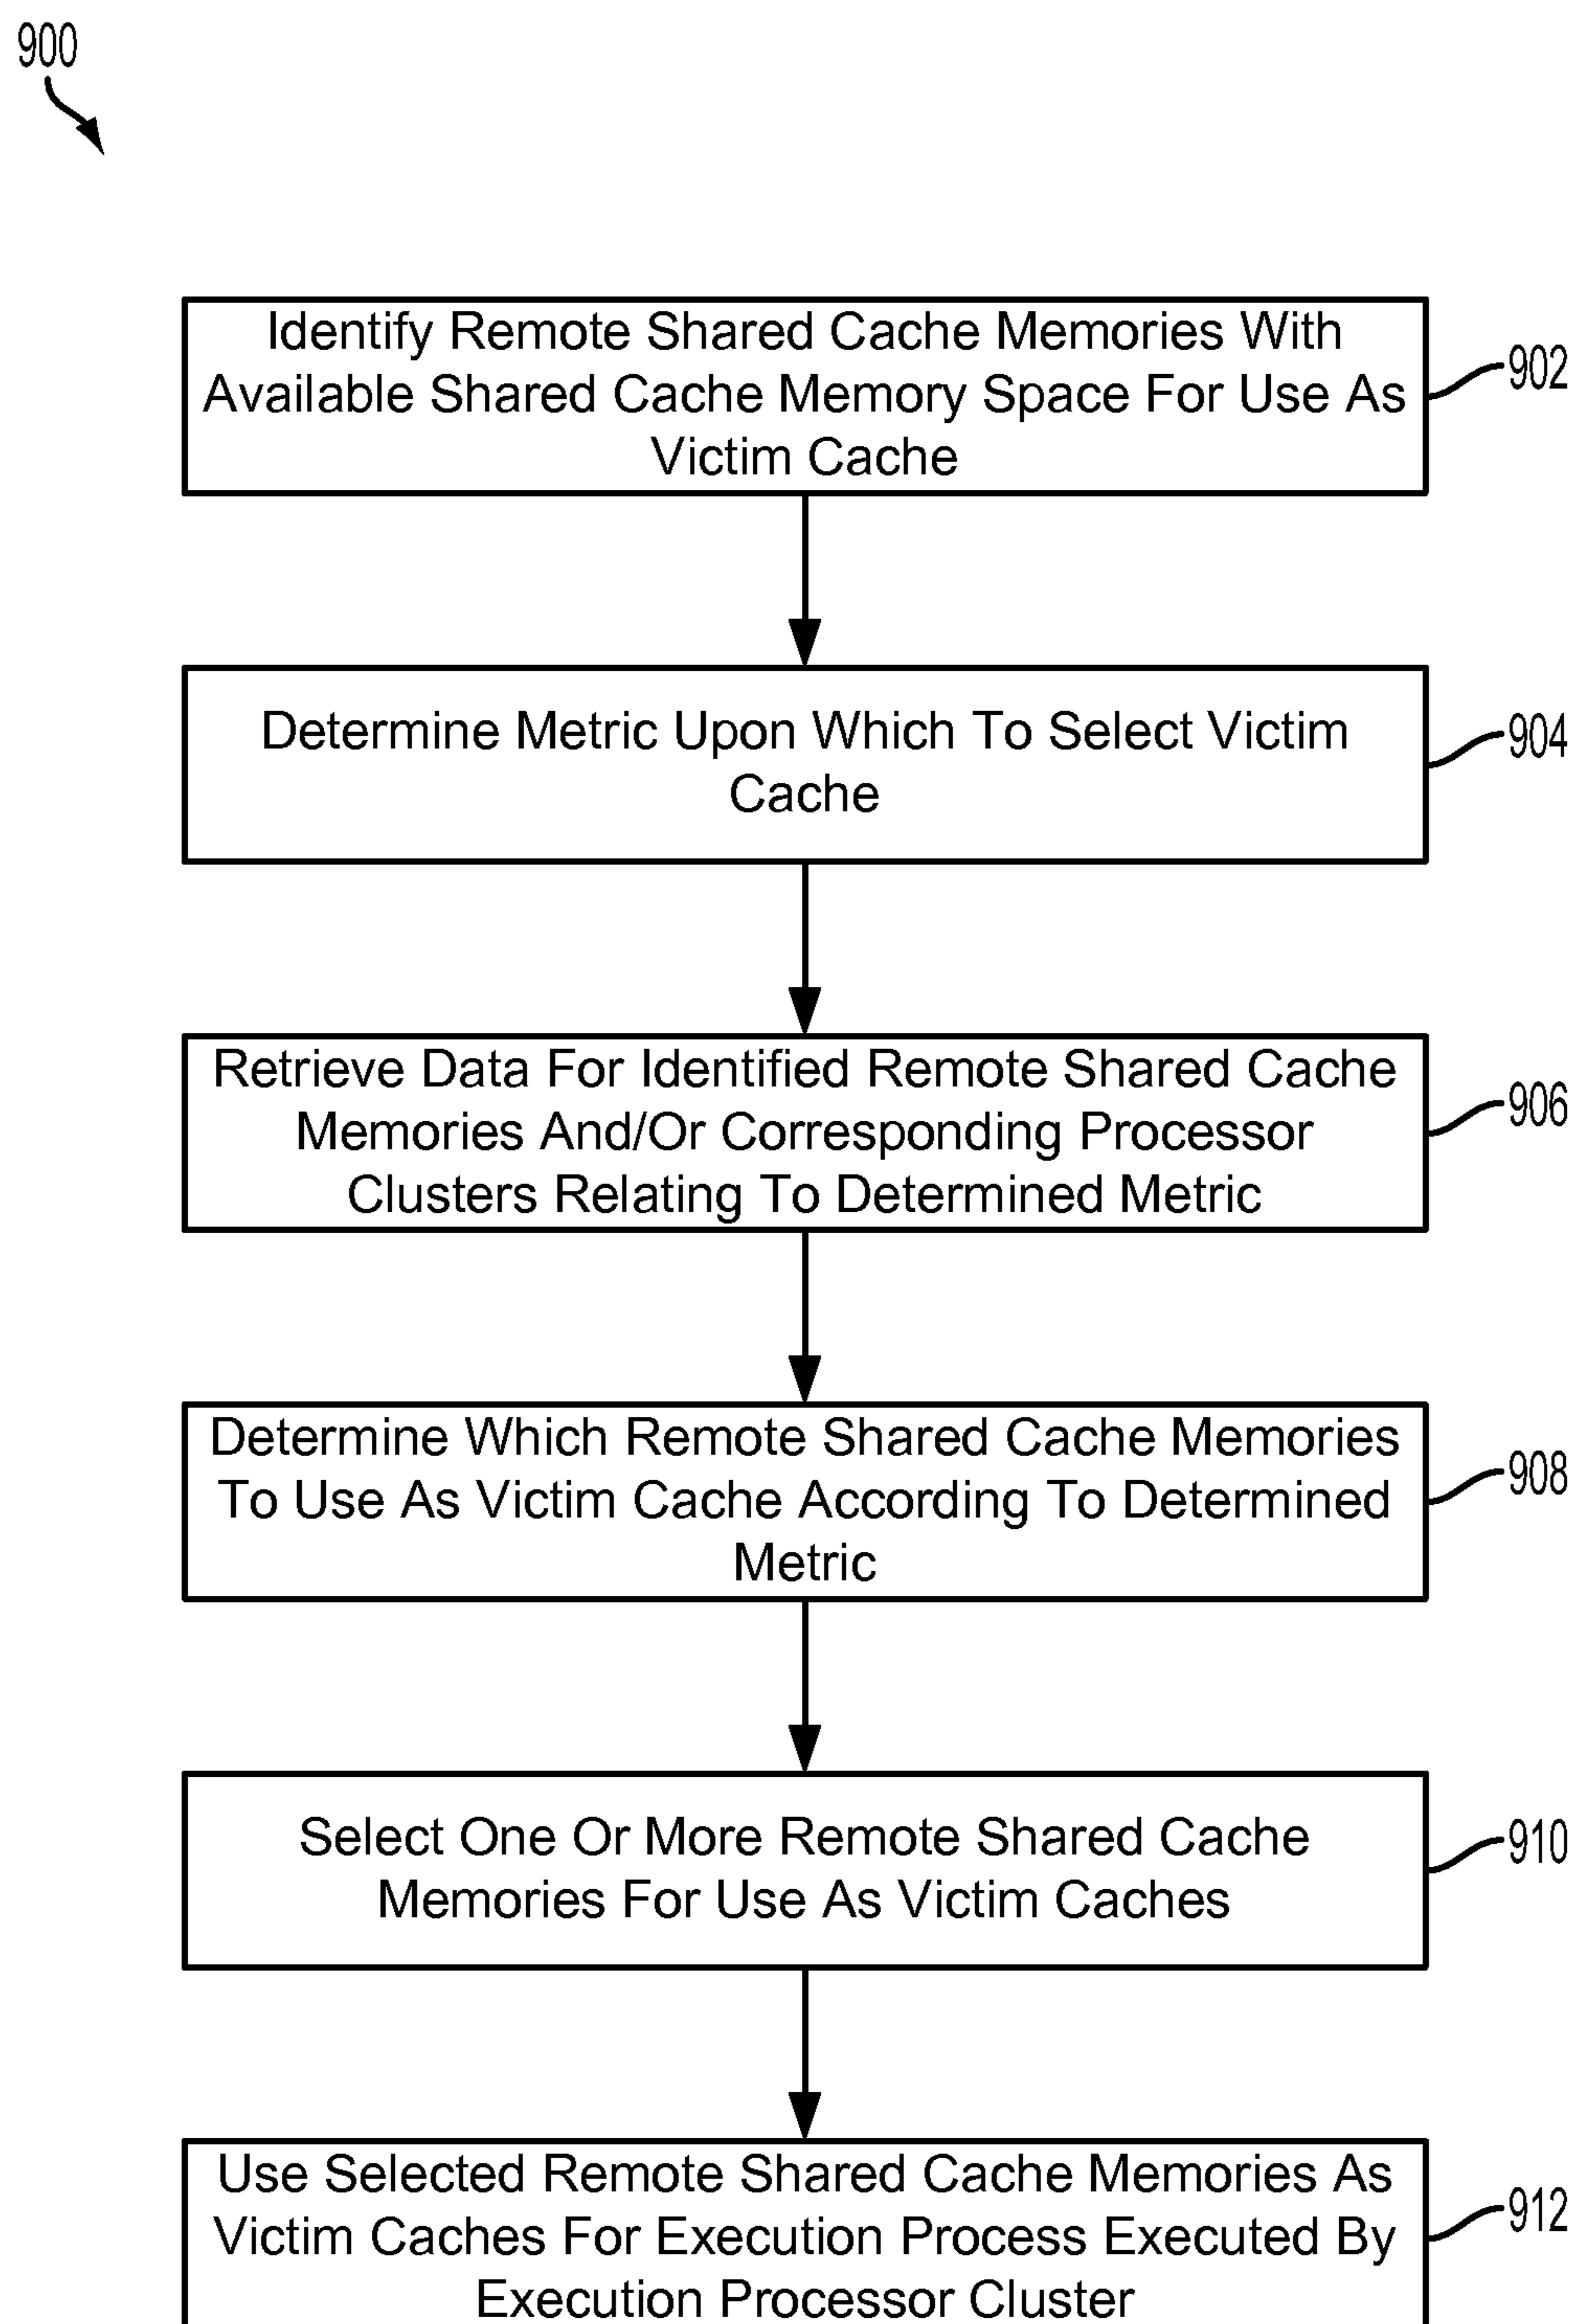 900
Identify Remote Shared Cache Memories With
Available Shared Cache Memory Space For Use As
Victim Cache
902
Determine Metric Upon Which To Select Victim
Cache
904
Retrieve Data For Identified Remote Shared Cache
Memories And/Or Corresponding Processor
Clusters Relating To Determined Metric
906
Determine Which Remote Shared Cache Memories
To Use As Victim Cache According To Determined
Metric
908
Select One Or More Remote Shared Cache
Memories For Use As Victim Caches
910
Use Selected Remote Shared Cache Memories As
Victim Caches For Execution Process Executed By
Execution Processor Cluster
912